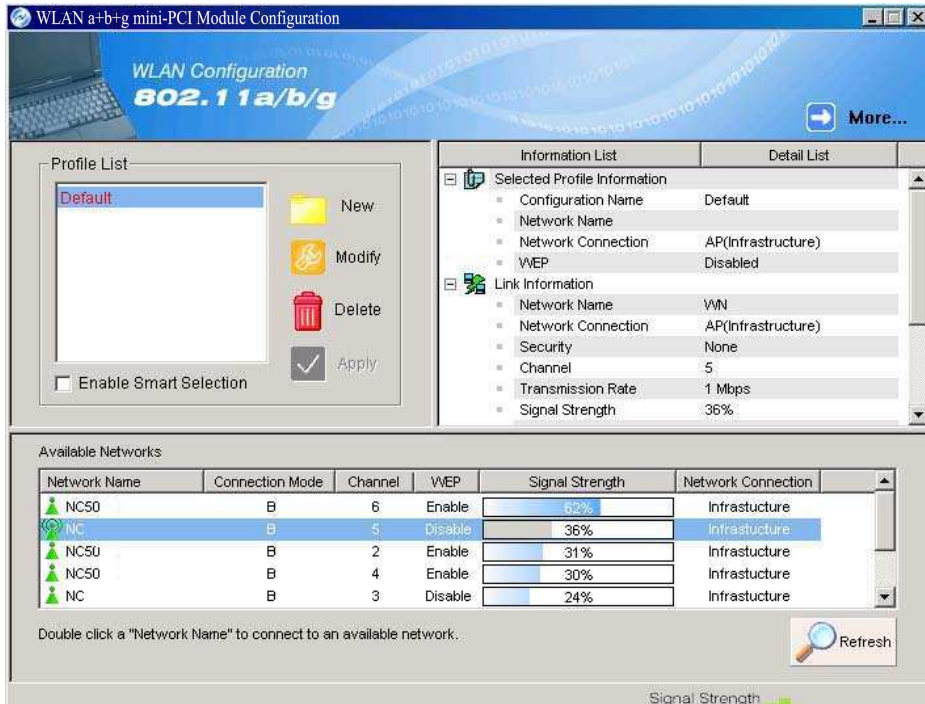 WLAN a+b+g mini-PCI Module Configuration
WLAN Configuration
802.11a/b/g
More...
Profile List
Default
New
Modify
Delete
Apply
Enable Smart Selection
Information List Detail List
Selected Profile Information
Configuration Name Default
Network Name
Network Connection AP(Infrastructure)
WEP Disabled
Link Information
Network Name WN
Network Connection AP(Infrastructure)
Security None
Channel 5
Transmission Rate 1 Mbps
Signal Strength 36%
Available Networks
Network Name Connection Mode Channel WEP Signal Strength Network Connection
NC50 B 6 Enable 62% Infrastucture
NC B 5 Disable 36% Infrastucture
NC50 B 2 Enable 31% Infrastucture
NC50 B 4 Enable 30% Infrastucture
NC B 3 Disable 24% Infrastucture
Double click a "Network Name" to connect to an available network.
Refresh
Signal Strength